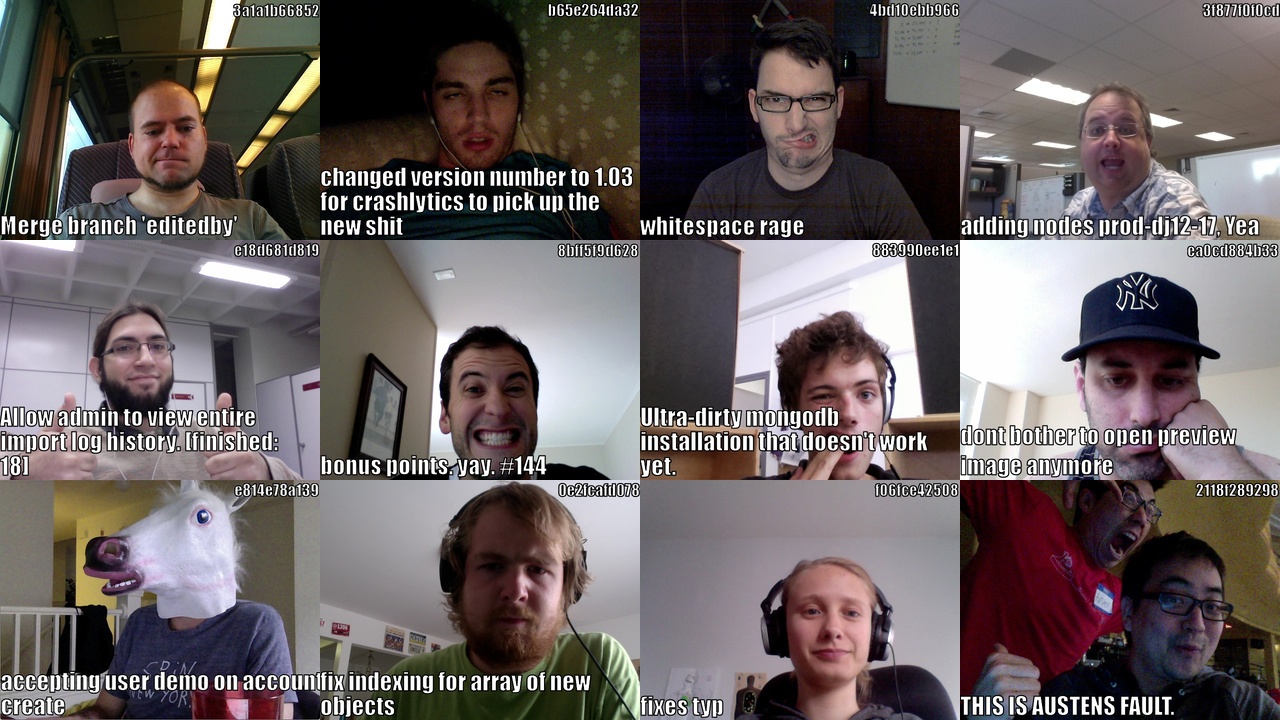 3a1a1b66852
Merge branch 'editedby'
b65e264da32
changed version number to 1.03
for crashlytics to pick up the
new shit
4bd10ebb966
whitespace rage
3f877f0f0cd
adding nodes prod-dj12-17, Yea
e18d681d819
Allow admin to view entire
import log history. [finished:
18]
8bff5f9d628
bonus points. yay. #144
883990ee1e1
Ultra-dirty mongodb
installation that doesn't work
yet.
ea0cd884b33
dont bother to open preview
image anymore
e814e78a139
accepting user demo on account
create
0e2fcafd078
fix indexing for array of new
objects
f06fce42508
fixes typ
2118f289298
THIS IS AUSTENS FAULT.